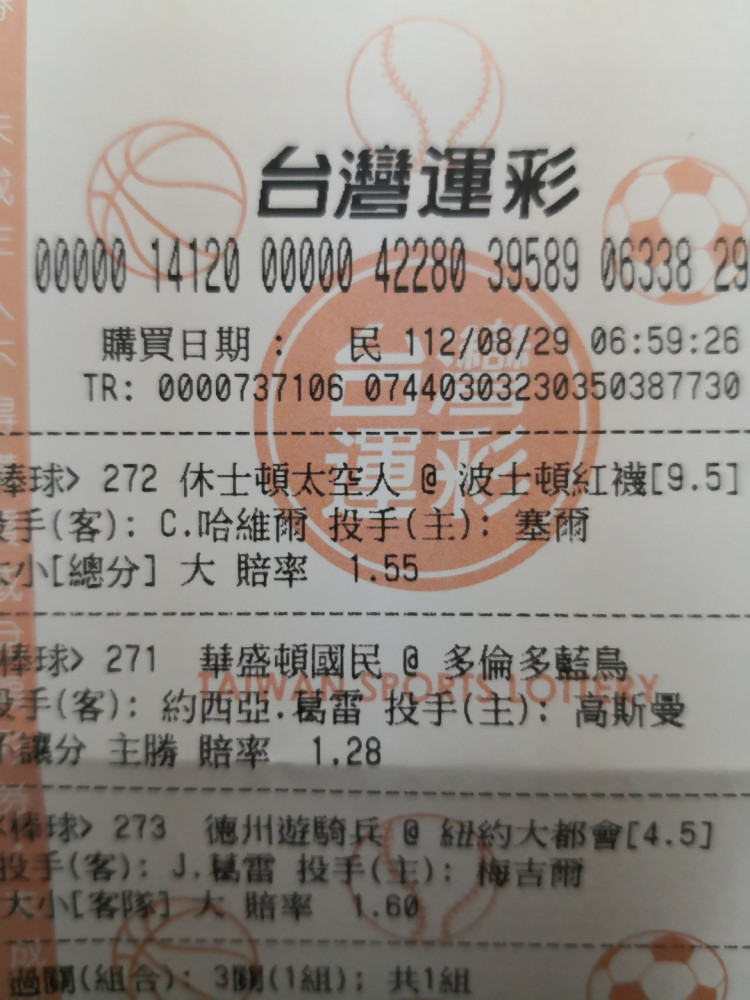 台灣運彩
00000 14120 00000 42280 39589 06338 29
購買日期 : 民 112/08/29 06:59:26
TR: 0000737106 07440303230350387730
棒球> 272 休士頓太空人 @ 波士頓紅襪[9.5]
投手(客): C.哈維爾 投手(主): 塞爾
大小[總分] 大 賠率 1.55
棒球> 271 華盛頓國民 @ 多倫多藍鳥
投手(客): 約西亞.葛雷 投手(主): 高斯曼
不讓分 主勝 賠率 1.28
TAIWAN SPORTS LOTTERY
<棒球> 273 德州遊騎兵 @ 紐約大都會[4.5]
投手(客): J.葛雷 投手(主): 梅吉爾
大小[客隊] 大 賠率 1.60
過關(組合): 3關(1組); 共1組
台灣運彩